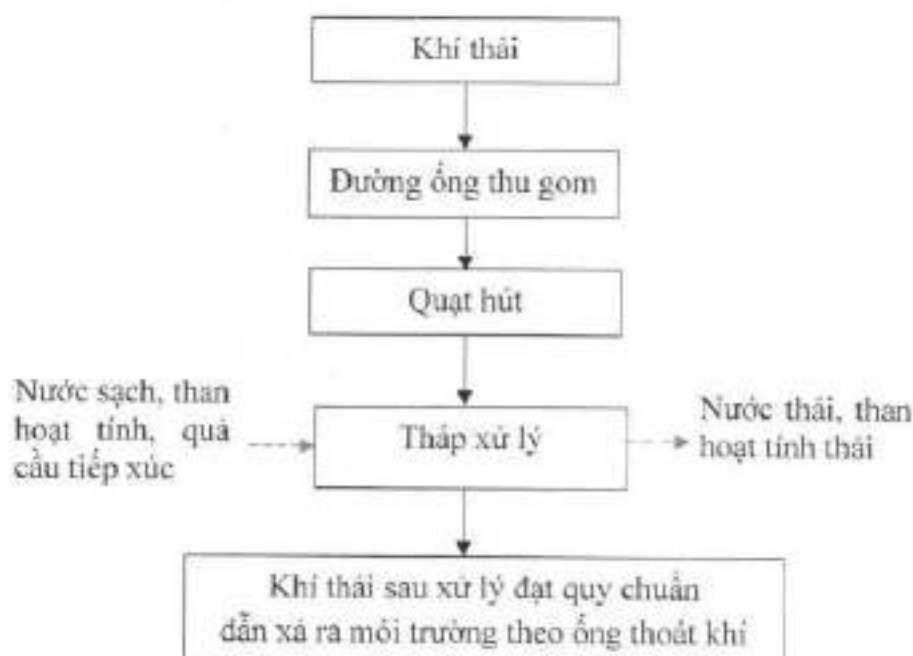 Khí thải
Đường ống thu gom
Quạt hút
Nước sạch, than
hoạt tính, quả
cầu tiếp xúc
Tháp xử lý
Nước thải, than
hoạt tính thải
Khí thải sau xử lý đạt quy chuẩn
dẫn xả ra môi trường theo ống thoát khí